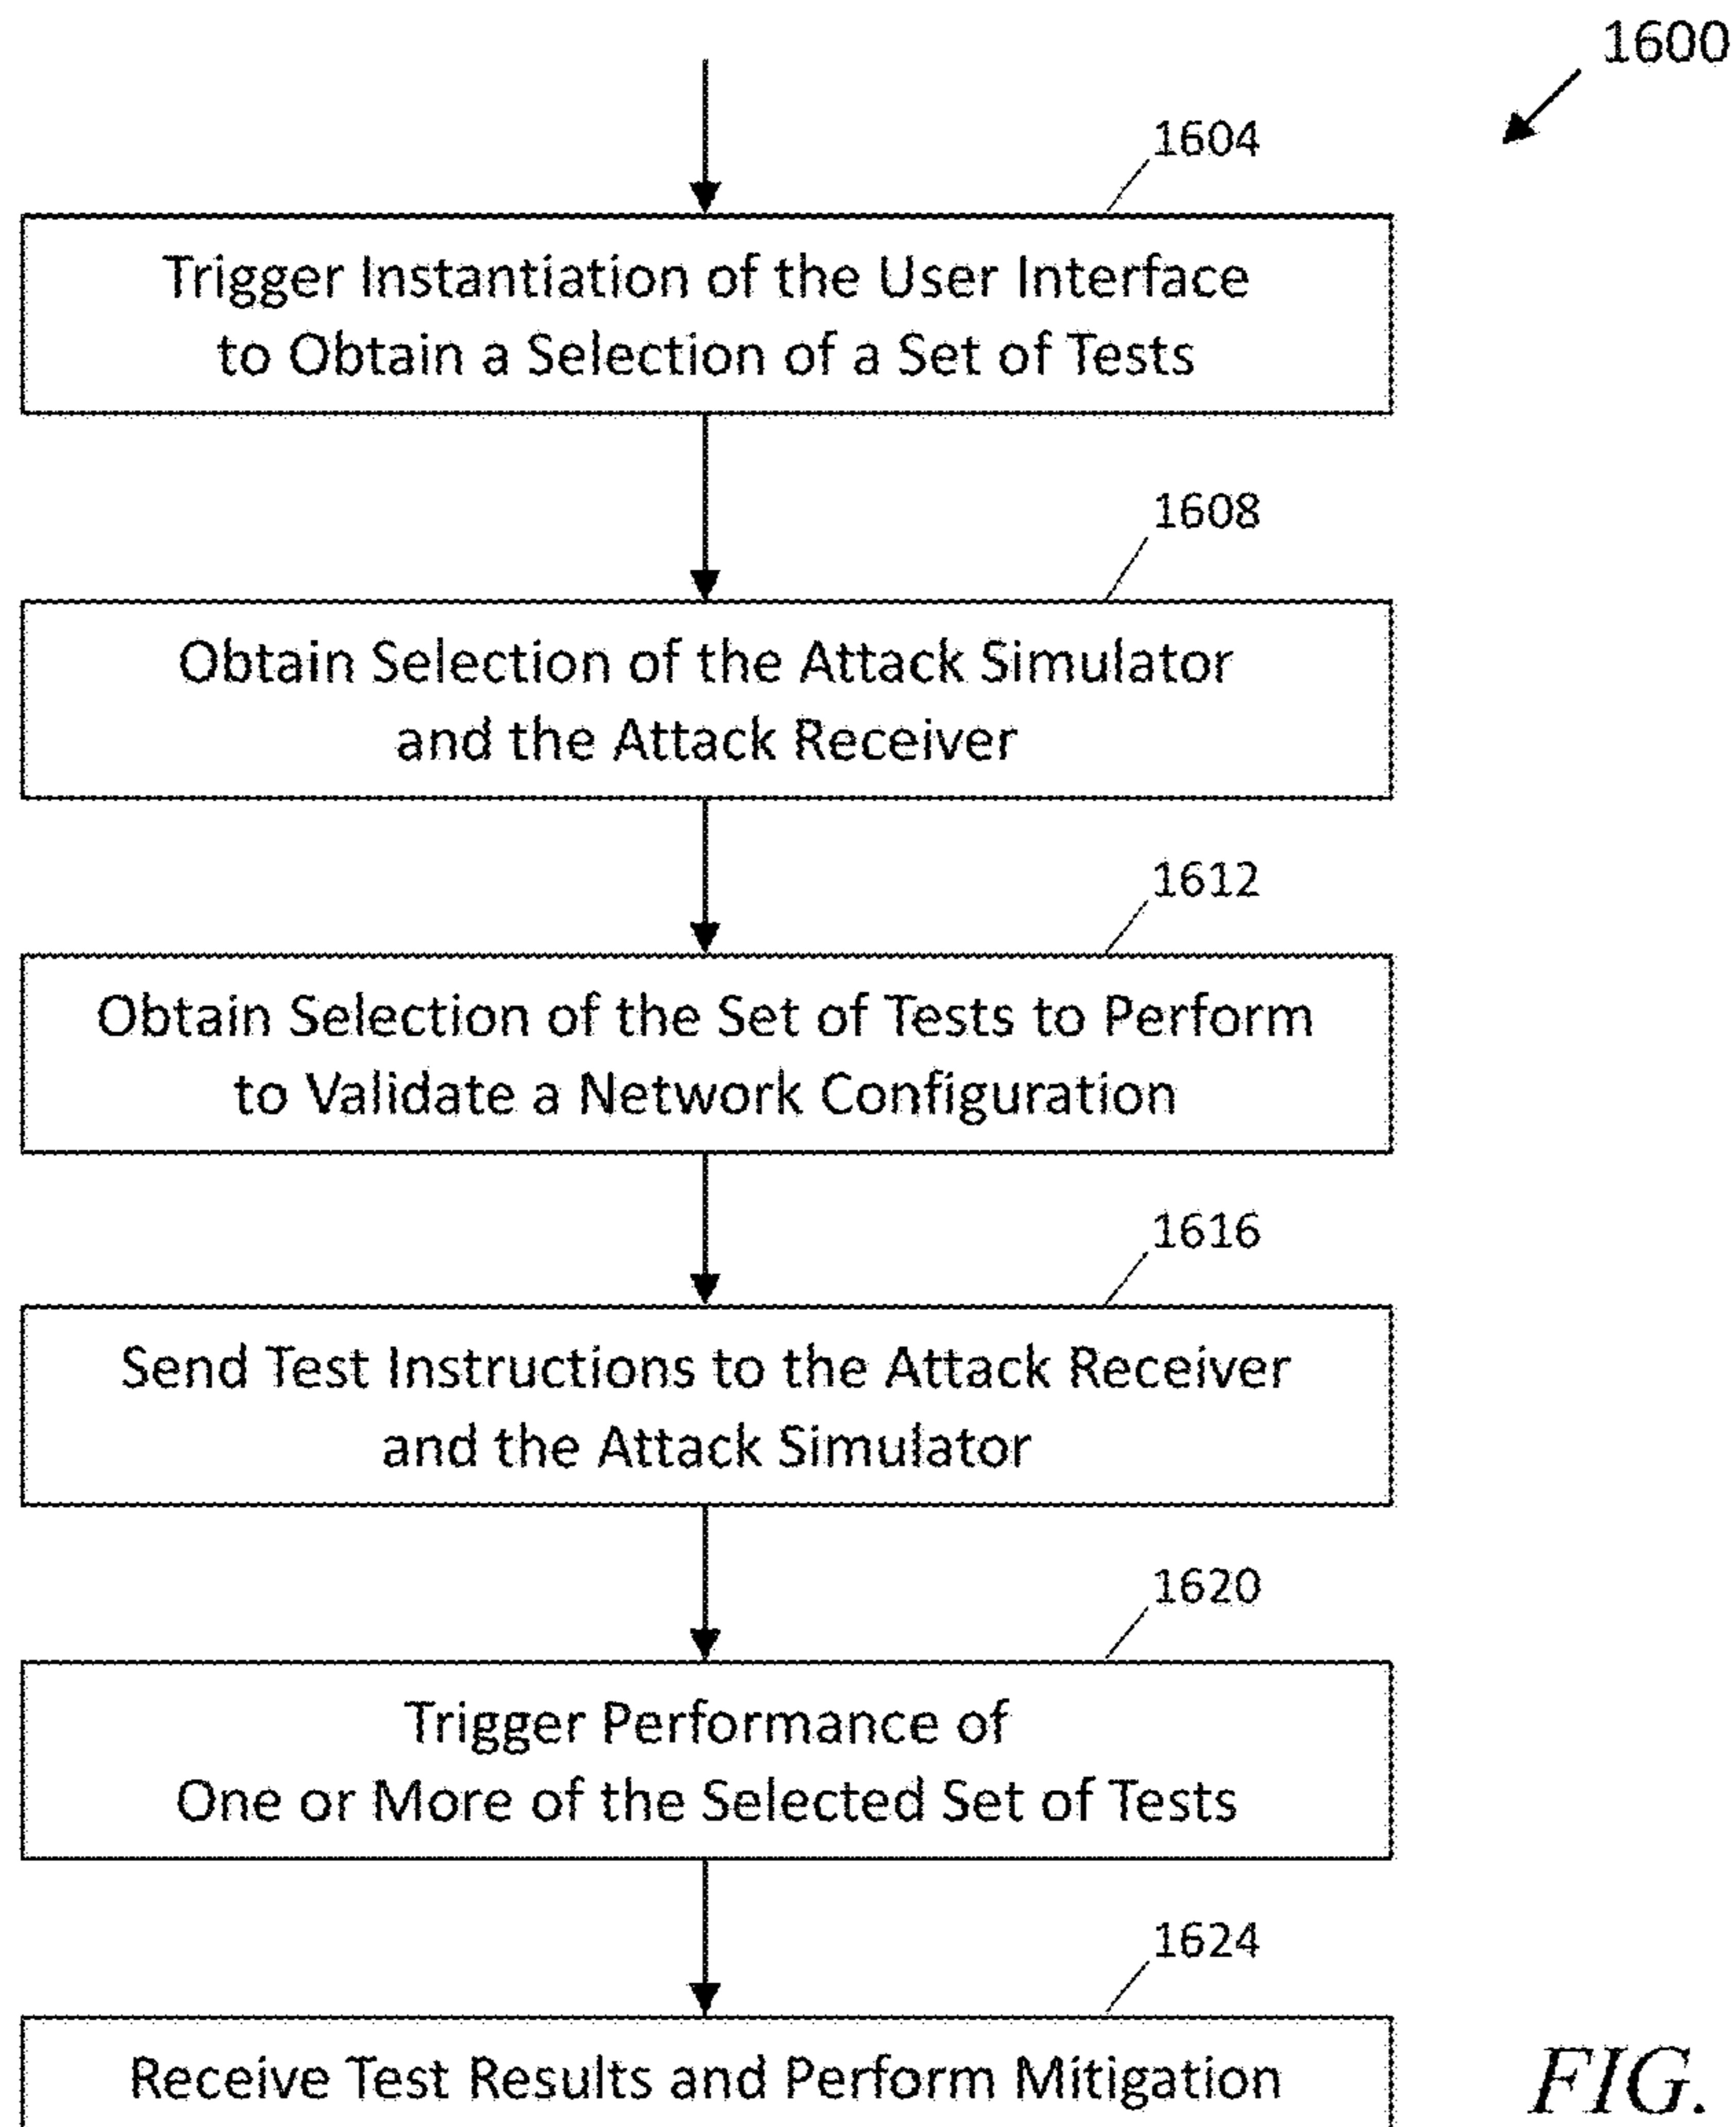 1600
1604
Trigger Instantiation of the User Interface
to Obtain a Selection of a Set of Tests
1608
Obtain Selection of the Attack Simulator
and the Attack Receiver
1612
Obtain Selection of the Set of Tests to Perform
to Validate a Network Configuration
1616
Send Test Instructions to the Attack Receiver
and the Attack Simulator
1620
Trigger Performance of
One or More of the Selected Set of Tests
1624
Receive Test Results and Perform Mitigation
FIG.